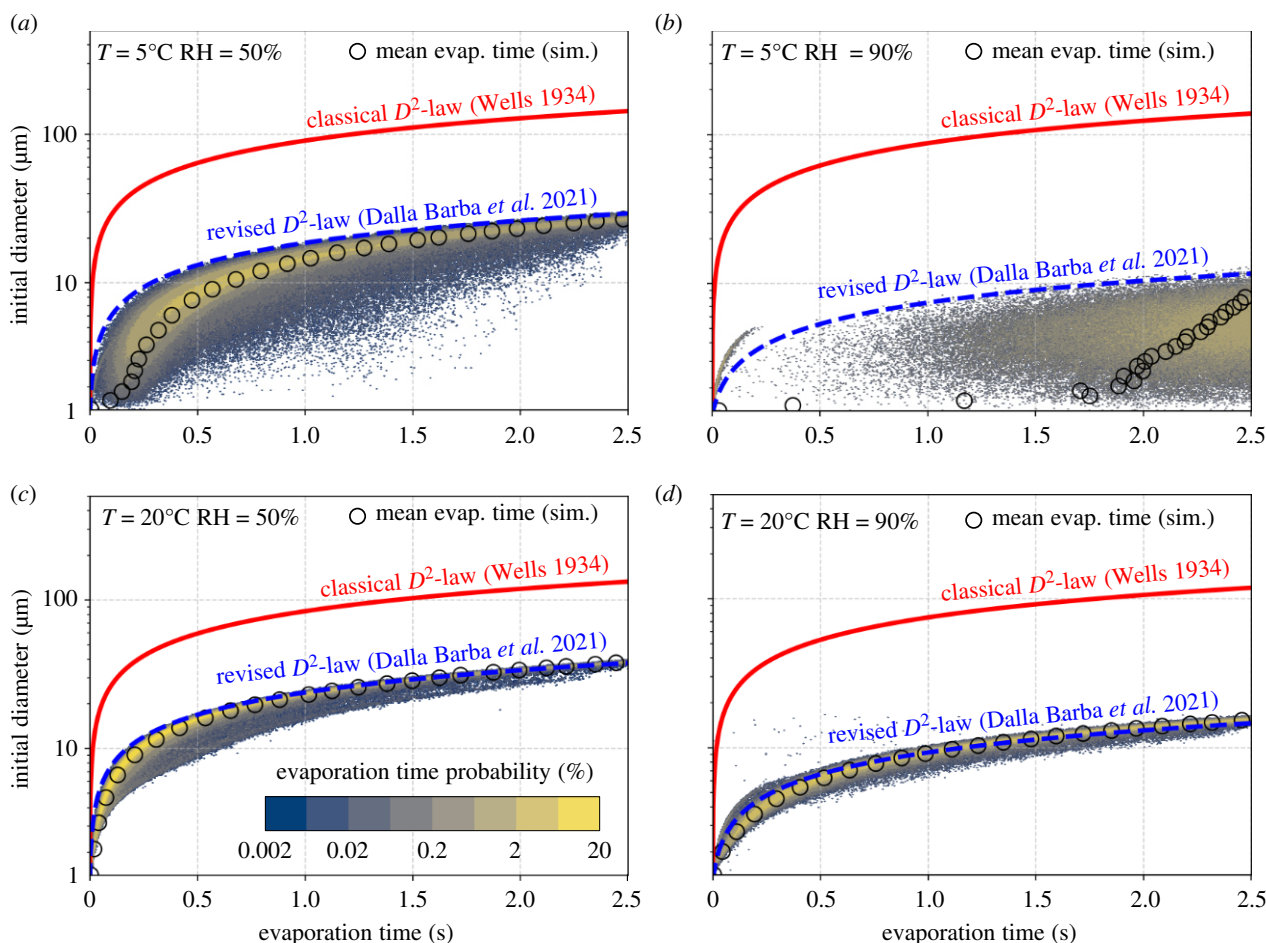 (a)
T = 5°C RH = 50%
mean evap. time (sim.)
classical D²-law (Wells 1934)
revised D²-law (Dalla Barba et al. 2021)
initial diameter (µm)
100
10
1
0 0.5 1.0 1.5 2.0 2.5
(b)
T = 5°C RH = 90%
mean evap. time (sim.)
classical D²-law (Wells 1934)
revised D²-law (Dalla Barba et al. 2021)
0 0.5 1.0 1.5 2.0 2.5
(c)
T = 20°C RH = 50%
mean evap. time (sim.)
classical D²-law (Wells 1934)
revised D²-law (Dalla Barba et al. 2021)
evaporation time probability (%)
0.002 0.02 0.2 2 20
initial diameter (µm)
100
10
1
0 0.5 1.0 1.5 2.0 2.5
evaporation time (s)
(d)
T = 20°C RH = 90%
mean evap. time (sim.)
classical D²-law (Wells 1934)
revised D²-law (Dalla Barba et al. 2021)
0 0.5 1.0 1.5 2.0 2.5
evaporation time (s)